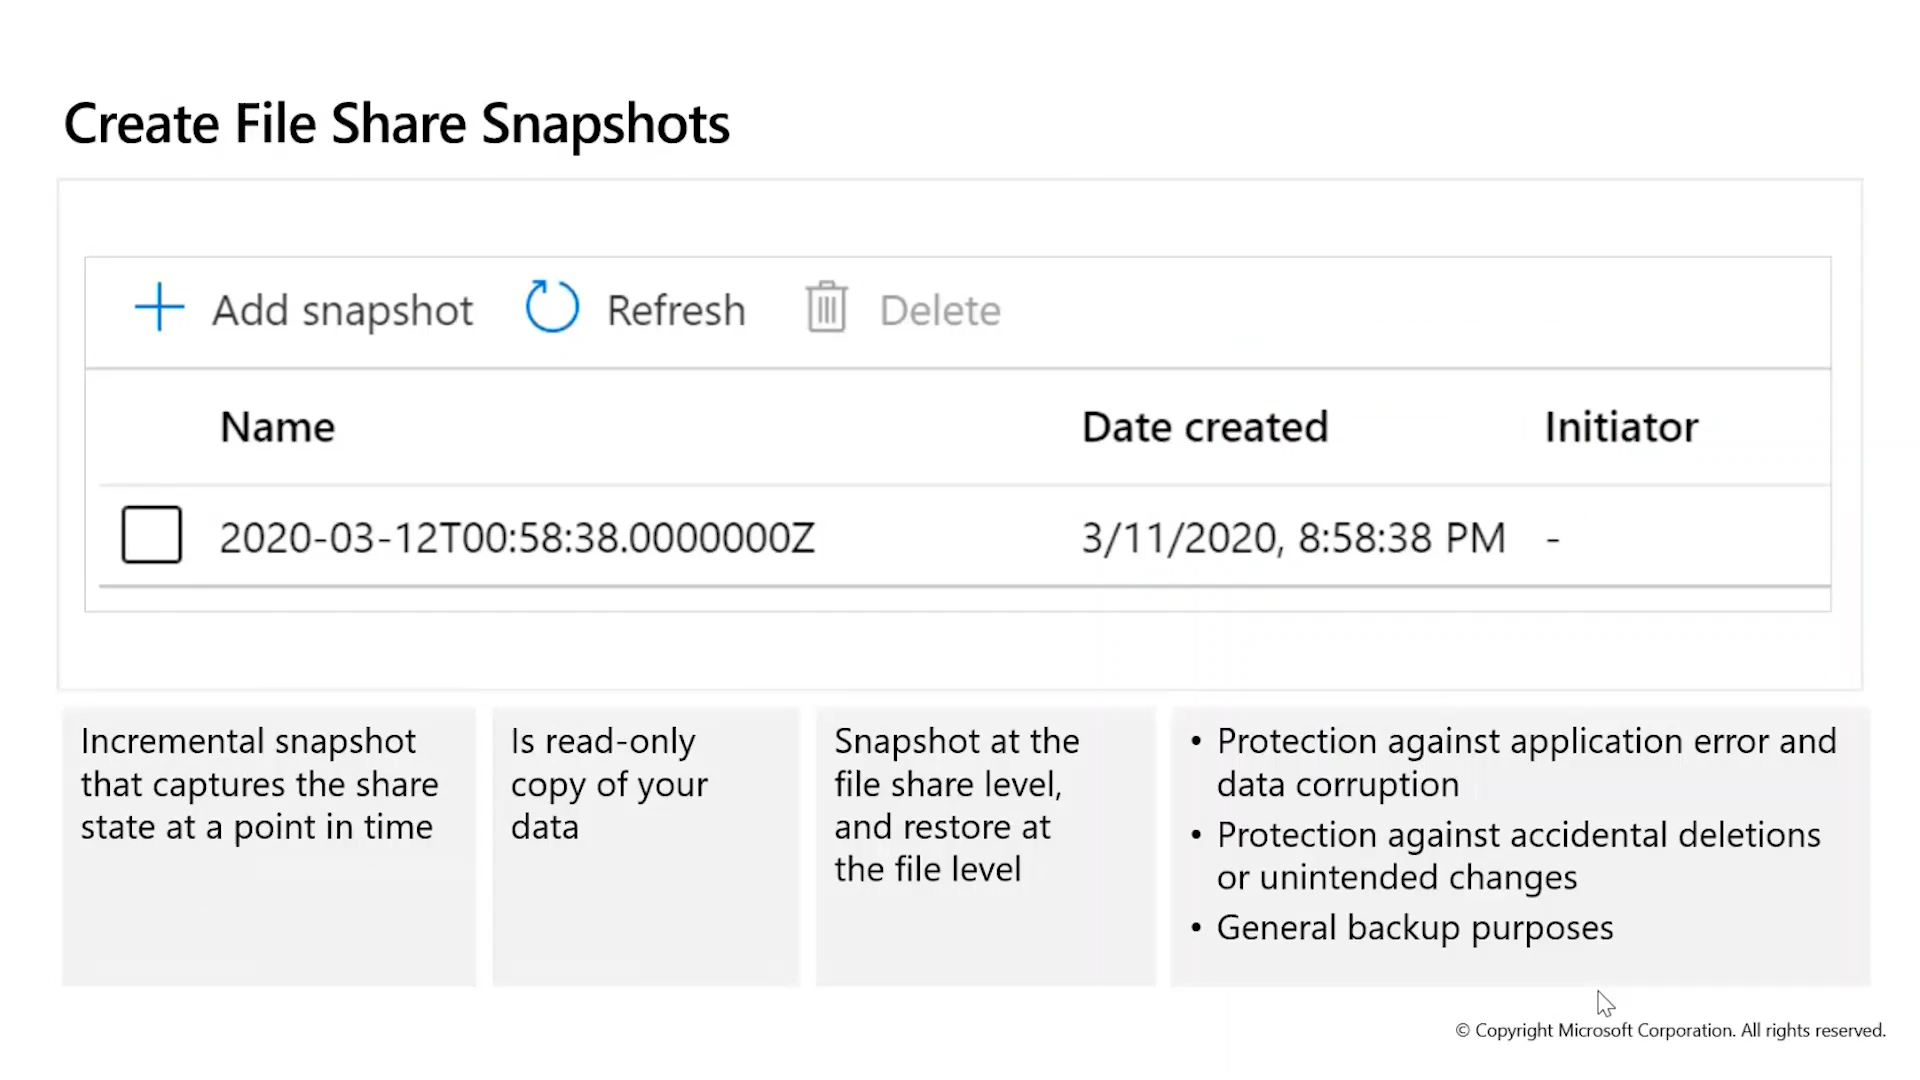 Create File Share Snapshots
Add snapshot Refresh Delete
Name Date created Initiator
2020-03-12T00:58:38.0000000Z 3/11/2020, 8:58:38 PM -
Incremental snapshot
that captures the share
state at a point in time
Is read-only
copy of your
data
Snapshot at the
file share level,
and restore at
the file level
• Protection against application error and
data corruption
• Protection against accidental deletions
or unintended changes
• General backup purposes
© Copyright Microsoft Corporation. All rights reserved.